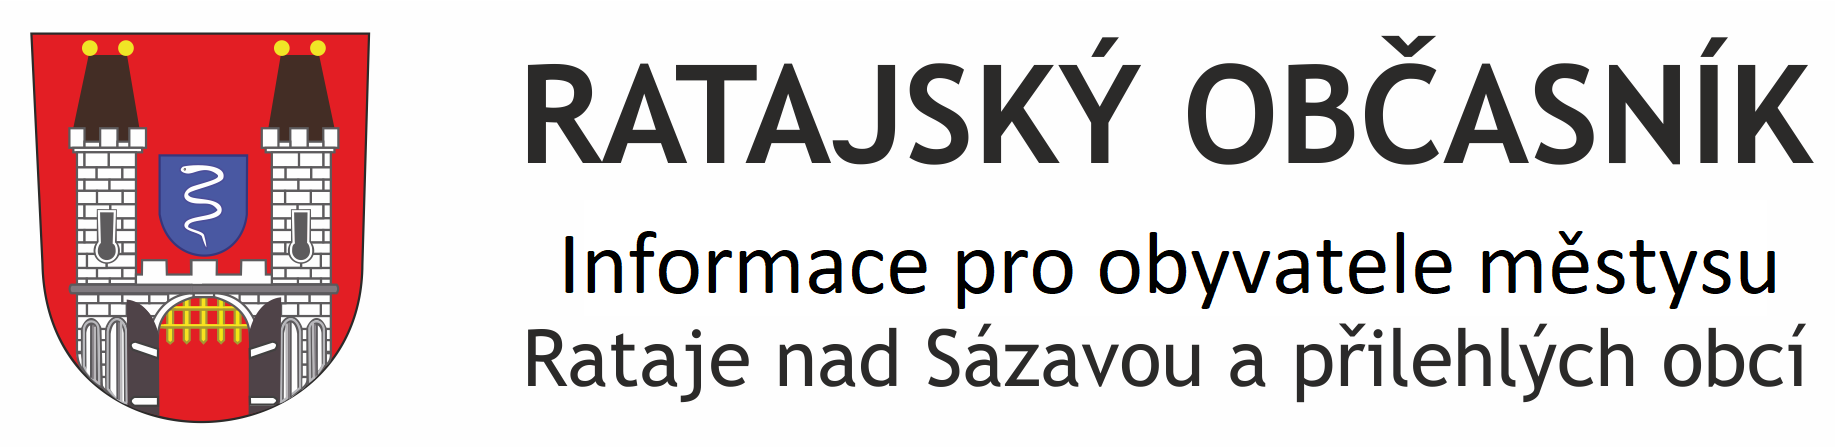 RATAJSKÝ OBČASNÍK
Informace pro obyvatele městysu
Rataje nad Sázavou a přilehlých obcí